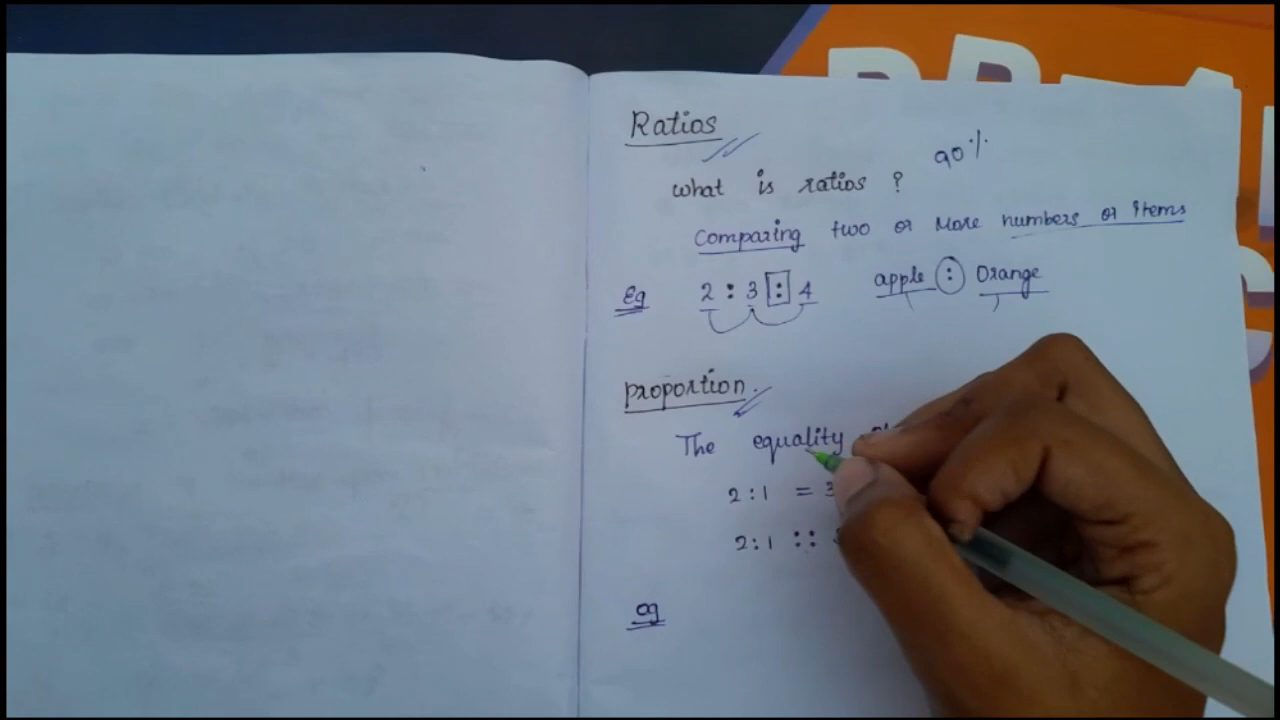 Ratios
90%
what is ratios ?
Comparing two or more numbers or items
Eg 2 : 3 : 4 apple : Orange
proportion.
The equality
2:1 = 3
2:1 ::
eg